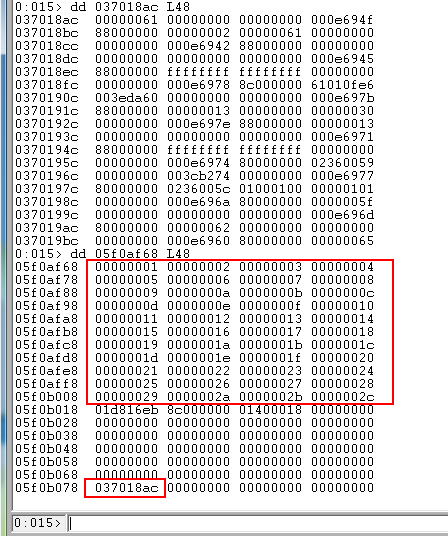 0:015> dd 037018ac L48
037018ac 00000061 00000000 00000000 000e694f
037018bc 88000000 00000002 00000061 00000000
037018cc 00000000 000e6942 88000000 00000000
037018dc 00000000 00000000 00000000 000e6945
037018ec 88000000 ffffffff ffffffff 00000000
037018fc 00000000 000e6978 8c000000 61010fe6
0370190c 003eda60 00000000 00000000 000e697b
0370191c 88000000 00000013 00000000 00000030
0370192c 00000000 000e697e 88000000 00000013
0370193c 00000000 00000000 00000000 000e6971
0370194c 88000000 ffffffff ffffffff 00000000
0370195c 00000000 000e6974 80000000 02360059
0370196c 00000000 003cb274 00000000 000e6977
0370197c 80000000 0236005c 01000100 00000101
0370198c 00000000 000e696a 80000000 0000005f
0370199c 00000000 00000000 00000000 000e696d
037019ac 80000000 00000062 00000000 00000000
037019bc 00000000 000e6960 80000000 00000065
0:015> dd 05f0af68 L48
05f0af68 00000001 00000002 00000003 00000004
05f0af78 00000005 00000006 00000007 00000008
05f0af88 00000009 0000000a 0000000b 0000000c
05f0af98 0000000d 0000000e 0000000f 00000010
05f0afa8 00000011 00000012 00000013 00000014
05f0afb8 00000015 00000016 00000017 00000018
05f0afc8 00000019 0000001a 0000001b 0000001c
05f0afd8 0000001d 0000001e 0000001f 00000020
05f0afe8 00000021 00000022 00000023 00000024
05f0aff8 00000025 00000026 00000027 00000028
05f0b008 00000029 0000002a 0000002b 0000002c
05f0b018 01d816eb 8c000000 01400018 00000000
05f0b028 00000000 00000000 00000000 00000000
05f0b038 00000000 00000000 00000000 00000000
05f0b048 00000000 00000000 00000000 00000000
05f0b058 00000000 00000000 00000000 00000000
05f0b068 00000000 00000000 00000000 00000000
05f0b078 037018ac 00000000 00000000 00000000
0:015>